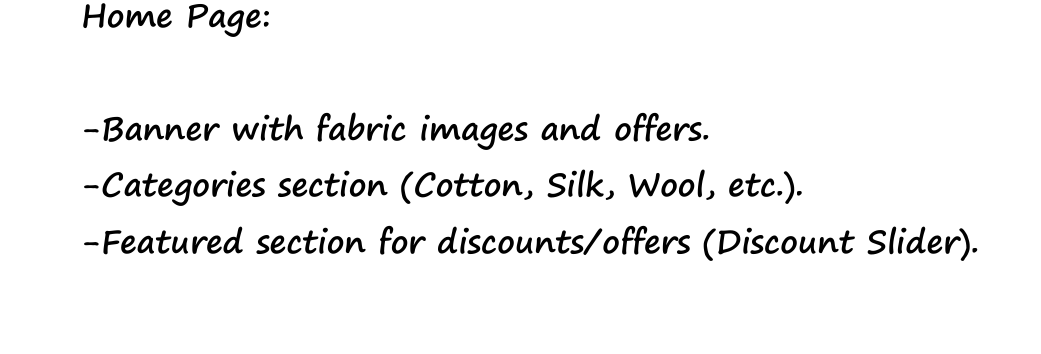 Home Page:
-Banner with fabric images and offers.
-Categories section (Cotton, Silk, Wool, etc.).
-Featured section for discounts/offers (Discount Slider).